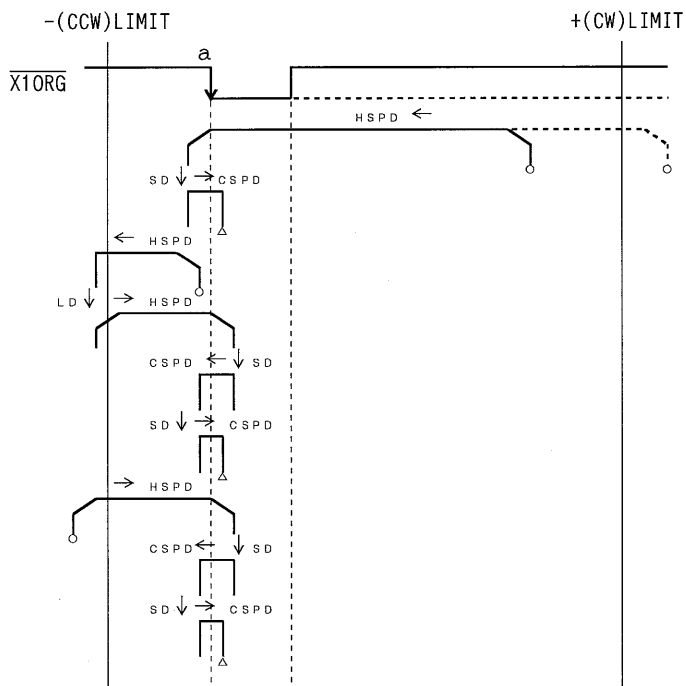 -(CCW)LIMIT +(CW)LIMIT
a
X1ORG
HSPD ←
SD ↓ → CSPD
← HSPD
LD ↓ → HSPD
CSPD ← ↓ SD
SD ↓ → CSPD
→ HSPD
CSPD ← ↓ SD
SD ↓ → CSPD